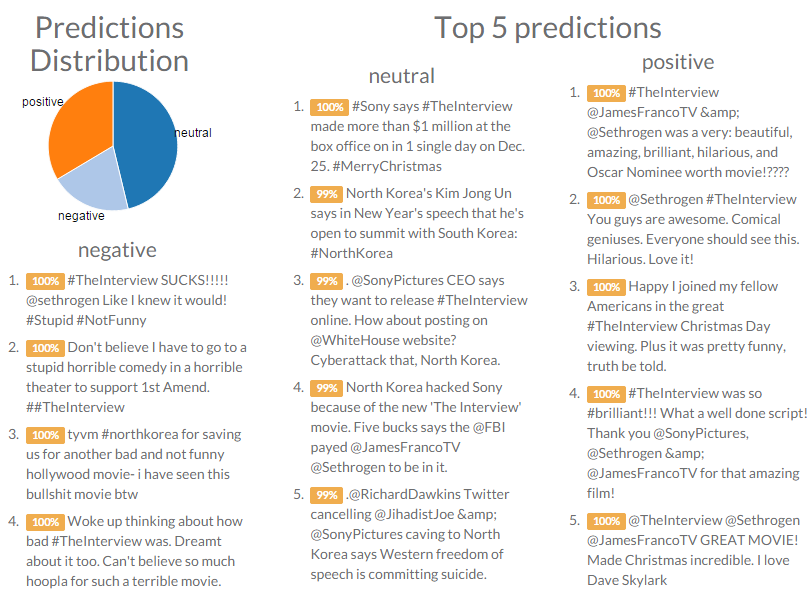 Predictions
Distribution
positive
neutral
negative
negative
1. 100% #TheInterview SUCKS!!!!!
@sethrogen Like I knew it would!
#Stupid #NotFunny
2. 100% Don't believe I have to go to a
stupid horrible comedy in a horrible
theater to support 1st Amend.
##TheInterview
3. 100% tyvm #northkorea for saving
us for another bad and not funny
hollywood movie- i have seen this
bullshit movie btw
4. 100% Woke up thinking about how
bad #TheInterview was. Dreamt
about it too. Can't believe so much
hoopla for such a terrible movie.
Top 5 predictions
neutral
1. 100% #Sony says #TheInterview
made more than $1 million at the
box office on in 1 single day on Dec.
25. #MerryChristmas
2. 99% North Korea's Kim Jong Un
says in New Year's speech that he's
open to summit with South Korea:
#NorthKorea
3. 99% . @SonyPictures CEO says
they want to release #TheInterview
online. How about posting on
@WhiteHouse website?
Cyberattack that, North Korea.
4. 99% North Korea hacked Sony
because of the new 'The Interview'
movie. Five bucks says the @FBI
payed @JamesFrancoTV
@Sethrogen to be in it.
5. 99% .@RichardDawkins Twitter
cancelling @JihadistJoe &amp;
@SonyPictures caving to North
Korea says Western freedom of
speech is committing suicide.
positive
1. 100% #TheInterview
@JamesFrancoTV &amp;
@Sethrogen was a very: beautiful,
amazing, brilliant, hilarious, and
Oscar Nominee worth movie!????
2. 100% @Sethrogen #TheInterview
You guys are awesome. Comical
geniuses. Everyone should see this.
Hilarious. Love it!
3. 100% Happy I joined my fellow
Americans in the great
#TheInterview Christmas Day
viewing. Plus it was pretty funny,
truth be told.
4. 100% #TheInterview was so
#brilliant!!! What a well done script!
Thank you @SonyPictures,
@Sethrogen &amp;
@JamesFrancoTV for that amazing
film!
5. 100% @TheInterview @Sethrogen
@JamesFrancoTV GREAT MOVIE!
Made Christmas incredible. I love
Dave Skylark